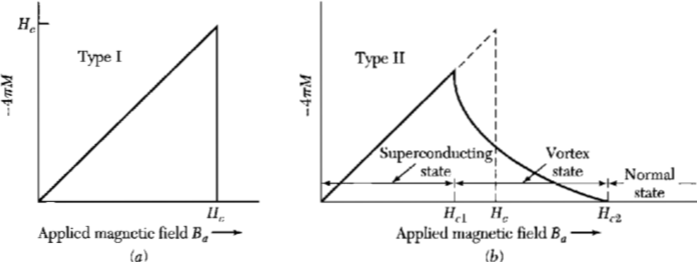 H_c
Type I
−4πM
H_c
Applied magnetic field B_a
(a)
Type II
−4πM
Superconducting
state
Vortex
state
Normal
state
H_c1
H_c
H_c2
Applied magnetic field B_a
(b)